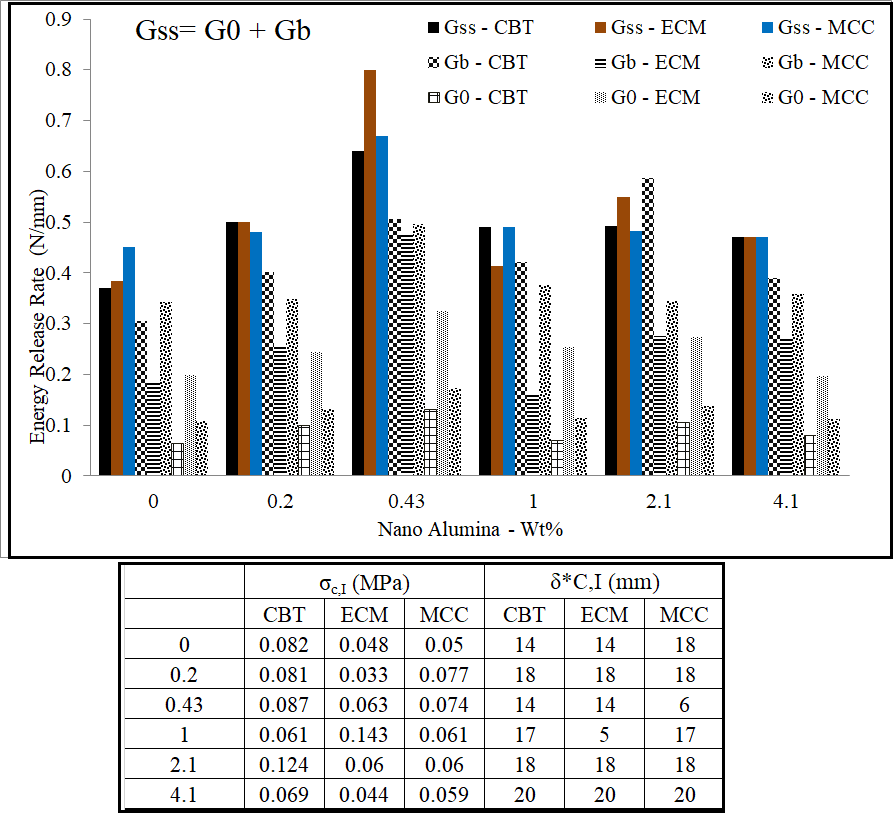 Gss= G0 + Gb
Gss - CBT Gss - ECM Gss - MCC
Gb - CBT Gb - ECM Gb - MCC
G0 - CBT G0 - ECM G0 - MCC
Energy Release Rate (N/mm)
0.9
0.8
0.7
0.6
0.5
0.4
0.3
0.2
0.1
0
0 0.2 0.43 1 2.1 4.1
Nano Alumina - Wt%
σc,I (MPa) δ*C,I (mm)
CBT ECM MCC CBT ECM MCC
0 0.082 0.048 0.05 14 14 18
0.2 0.081 0.033 0.077 18 18 18
0.43 0.087 0.063 0.074 14 14 6
1 0.061 0.143 0.061 17 5 17
2.1 0.124 0.06 0.06 18 18 18
4.1 0.069 0.044 0.059 20 20 20